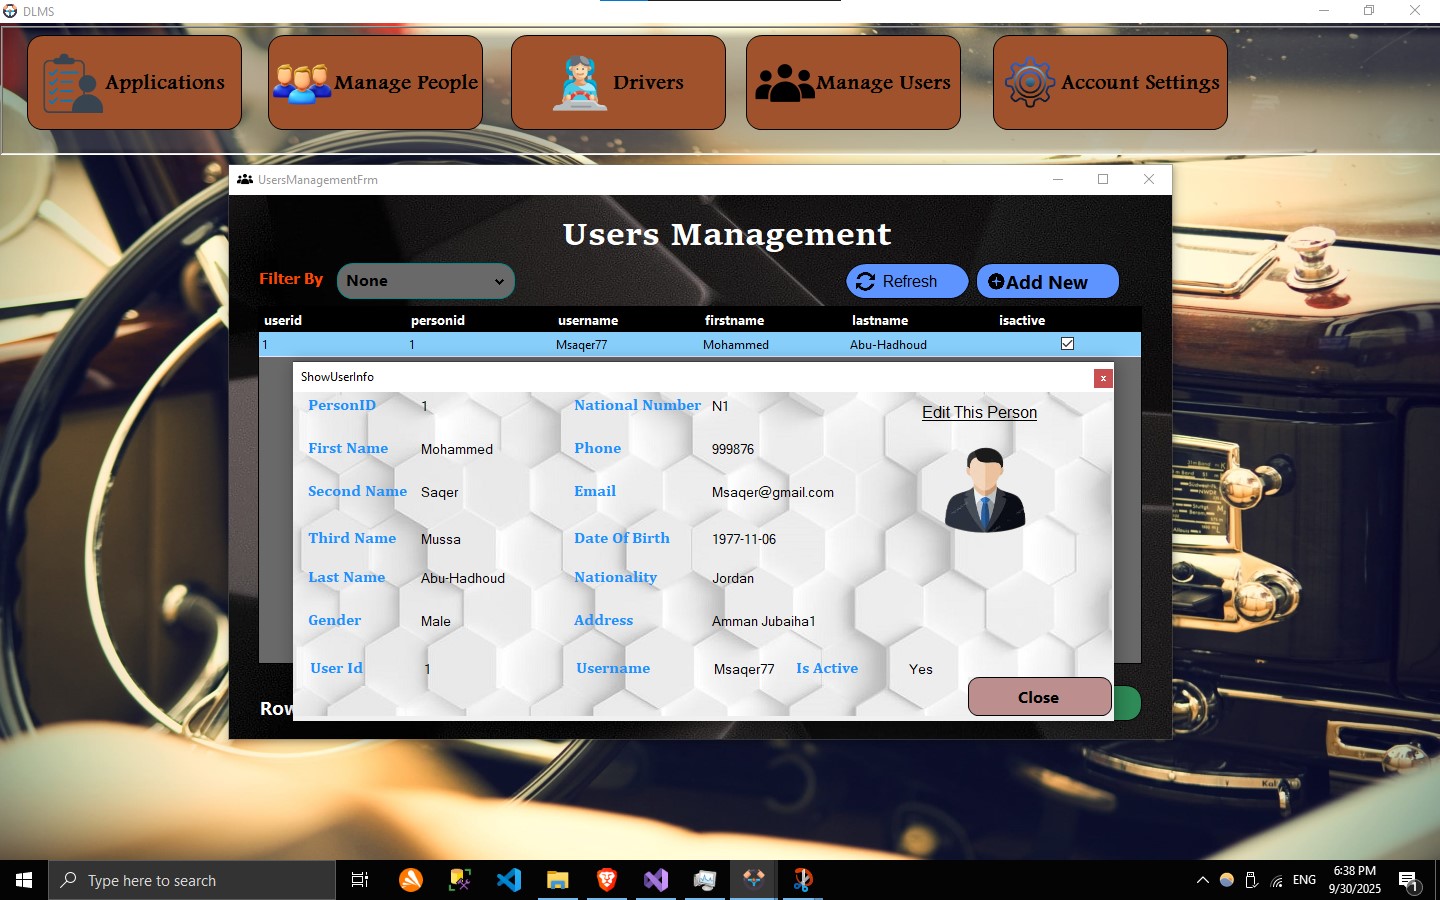 DLMS
Applications
Manage People
Drivers
Manage Users
Account Settings
UsersManagementFrm
Users Management
Filter By
None
Refresh
Add New
userid personid username firstname lastname isactive
1 1 Msaqer77 Mohammed Abu-Hadhoud
ShowUserInfo
x
PersonID 1 National Number N1
Edit This Person
First Name Mohammed Phone 999876
Second Name Saqer Email Msaqer@gmail.com
Third Name Mussa Date Of Birth 1977-11-06
Last Name Abu-Hadhoud Nationality Jordan
Gender Male Address Amman Jubaiha1
User Id 1 Username Msaqer77 Is Active Yes
Close
Row
Type here to search
ENG
6:38 PM
9/30/2025
1